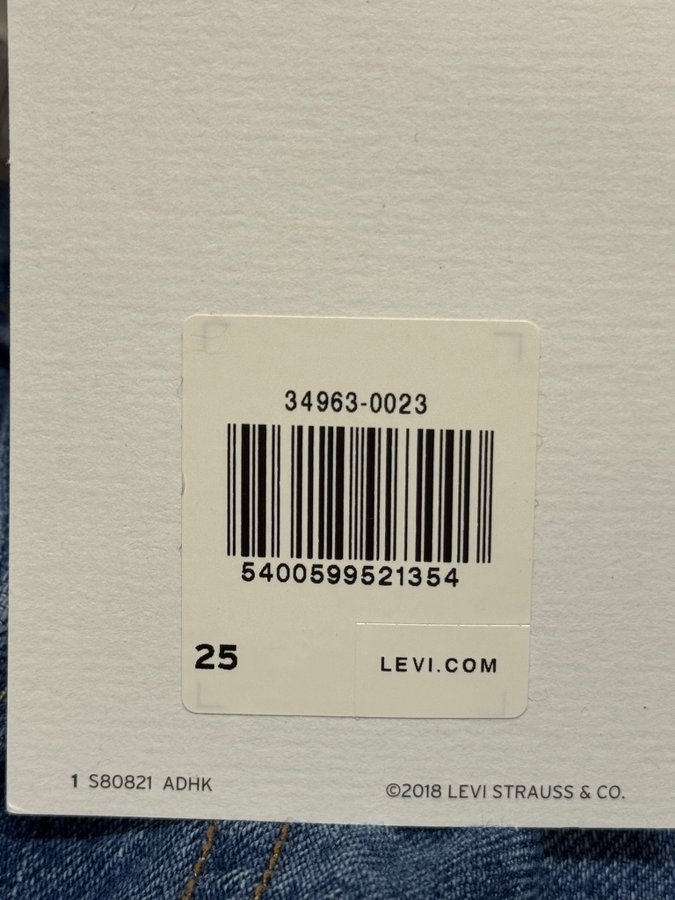 34963-0023
5400599521354
25
LEVI.COM
1 S80821 ADHK
©2018 LEVI STRAUSS & CO.